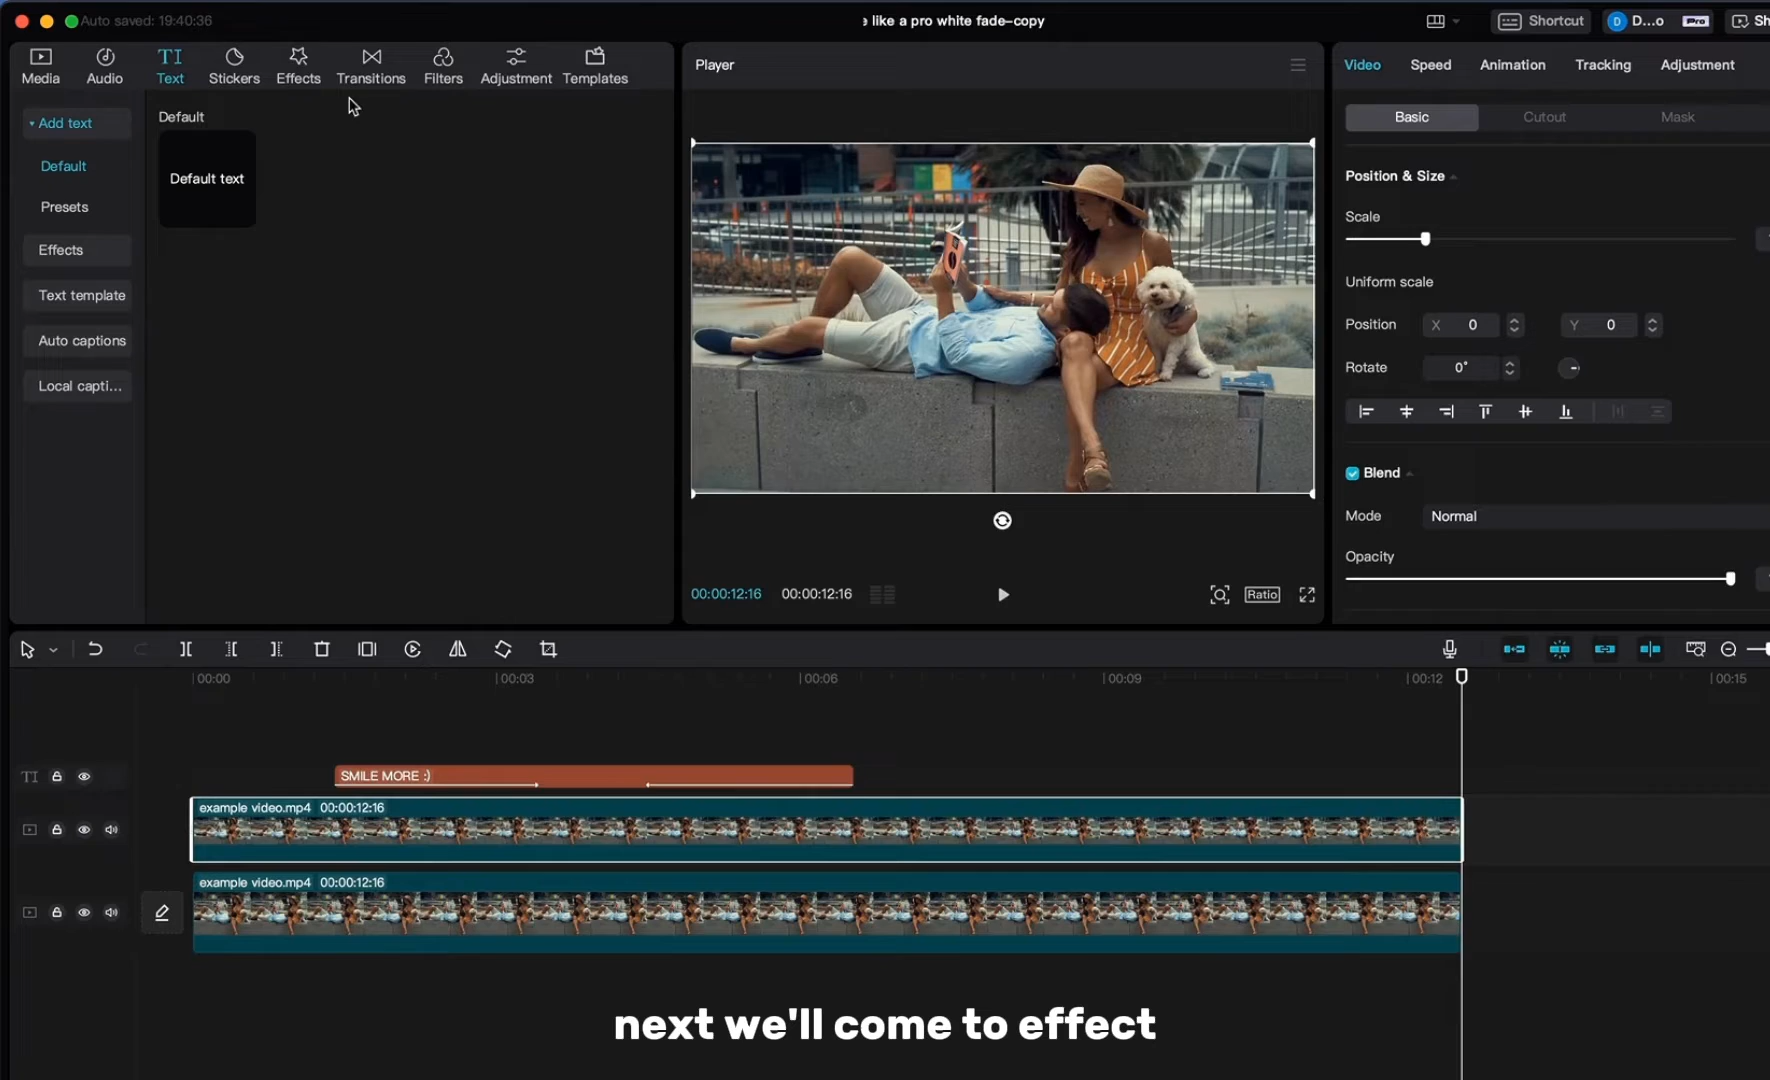 Auto saved: 19:40:36
like a pro white fade-copy
Shortcut
D
D...o
Pro
Sh
Media
Audio
TI
Text
Stickers
Effects
Transitions
Filters
Adjustment
Templates
Add text
Default
Presets
Effects
Text template
Auto captions
Local capti...
Default
Default text
Player
00:00:12:16
00:00:12:16
Ratio
Video
Speed
Animation
Tracking
Adjustment
Basic
Cutout
Mask
Position & Size
Scale
Uniform scale
Position
X
0
Y
0
Rotate
0°
Blend
Mode
Normal
Opacity
00:00
00:03
00:06
00:09
00:12
00:15
TI
SMILE MORE :)
example video.mp4 00:00:12:16
example video.mp4 00:00:12:16
next we'll come to effect